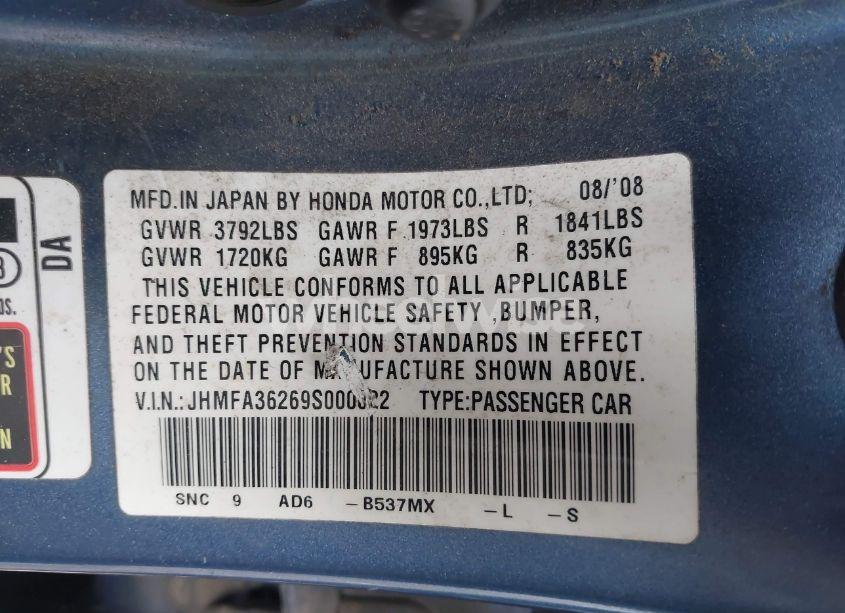 MFD.IN JAPAN BY HONDA MOTOR CO.,LTD; 08/'08
GVWR 3792LBS GAWR F 1973LBS R 1841LBS
GVWR 1720KG GAWR F 895KG R 835KG
THIS VEHICLE CONFORMS TO ALL APPLICABLE
FEDERAL MOTOR VEHICLE SAFETY ,BUMPER,
AND THEFT PREVENTION STANDARDS IN EFFECT
ON THE DATE OF MANUFACTURE SHOWN ABOVE.
V.I.N.: TYPE:PASSENGER CAR
SNC 9 AD6 -B537MX -L -S
DA